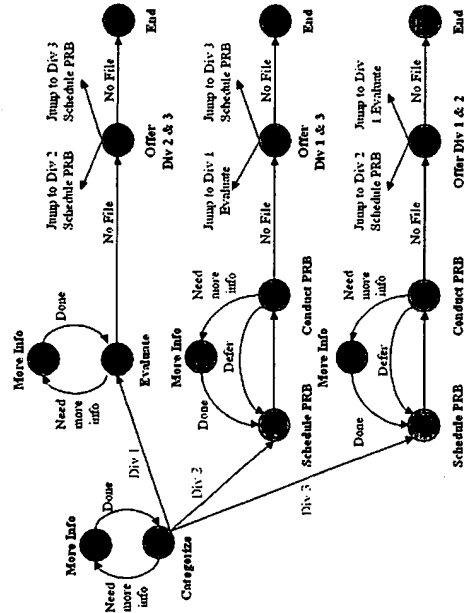 More Info
Need
more
info
Done
Categorize
Div 1
Div 2
Div 3
More Info
Need
more
info
Done
Evaluate
No File
Jump to Div 2
Schedule PRB
Jump to Div 3
Schedule PRB
Offer
Div 2 & 3
No File
End
More Info
Need
more
info
Done
Defer
Schedule PRB
Conduct PRB
No File
Jump to Div 1
Evaluate
Jump to Div 3
Schedule PRB
Offer
Div 1 & 3
No File
End
More Info
Need
more
info
Done
Defer
Schedule PRB
Conduct PRB
No File
Jump to Div 2
Schedule PRB
Jump to Div
1 Evaluate
Offer Div 1 & 2
No File
End